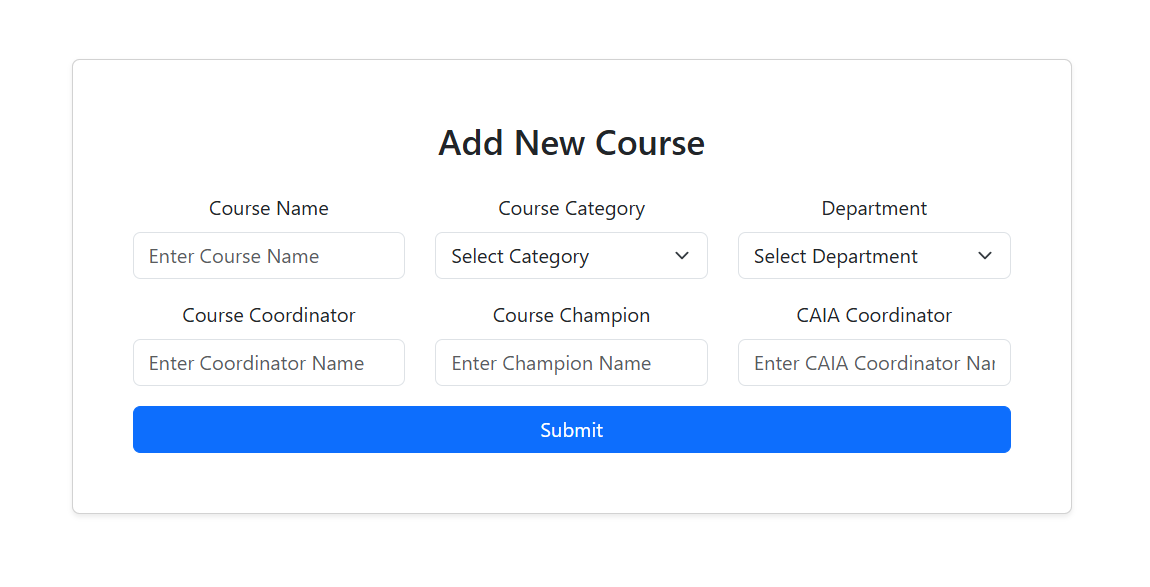 Add New Course
Course Name Course Category Department
Enter Course Name Select Category Select Department
Course Coordinator Course Champion CAIA Coordinator
Enter Coordinator Name Enter Champion Name Enter CAIA Coordinator Nar
Submit